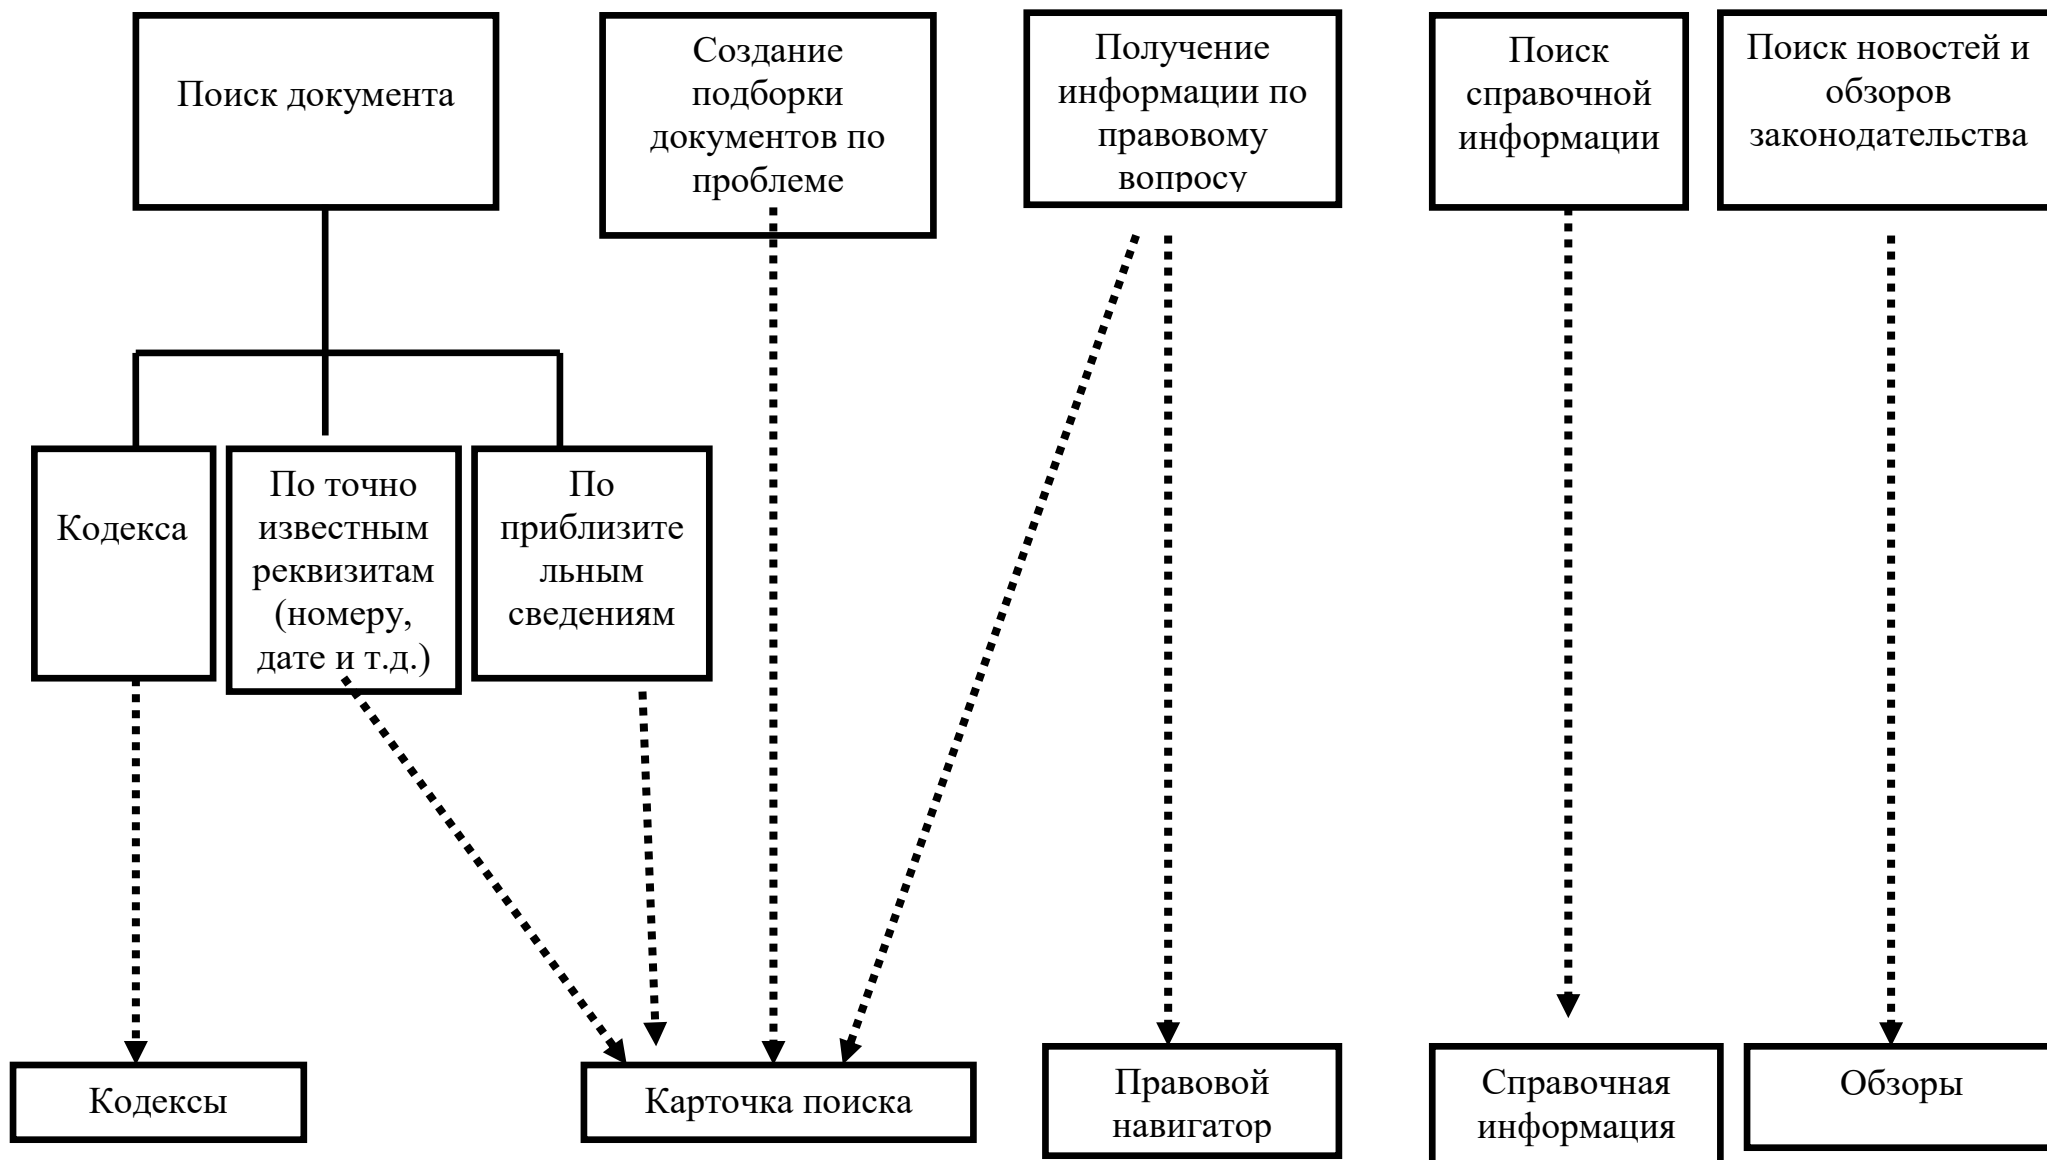 Поиск документа
Создание
подборки
документов по
проблеме
Получение
информации по
правовому
вопросу
Поиск
справочной
информации
Поиск новостей и
обзоров
законодательства
Кодекса
По точно
известным
реквизитам
(номеру,
дате и т.д.)
По
приблизите
льным
сведениям
Кодексы
Карточка поиска
Правовой
навигатор
Справочная
информация
Обзоры